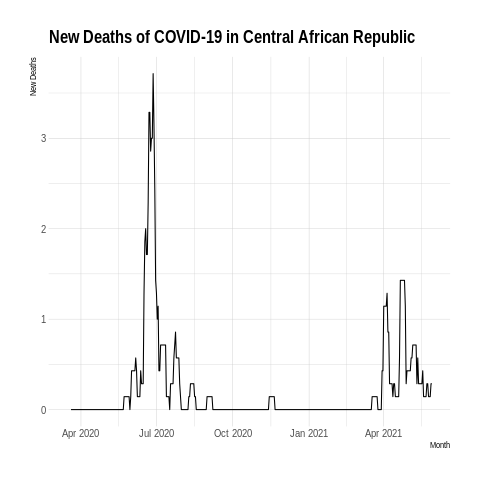 New Deaths of COVID-19 in Central African Republic
New Deaths
3
2
1
0
Apr 2020 Jul 2020 Oct 2020 Jan 2021 Apr 2021
Month